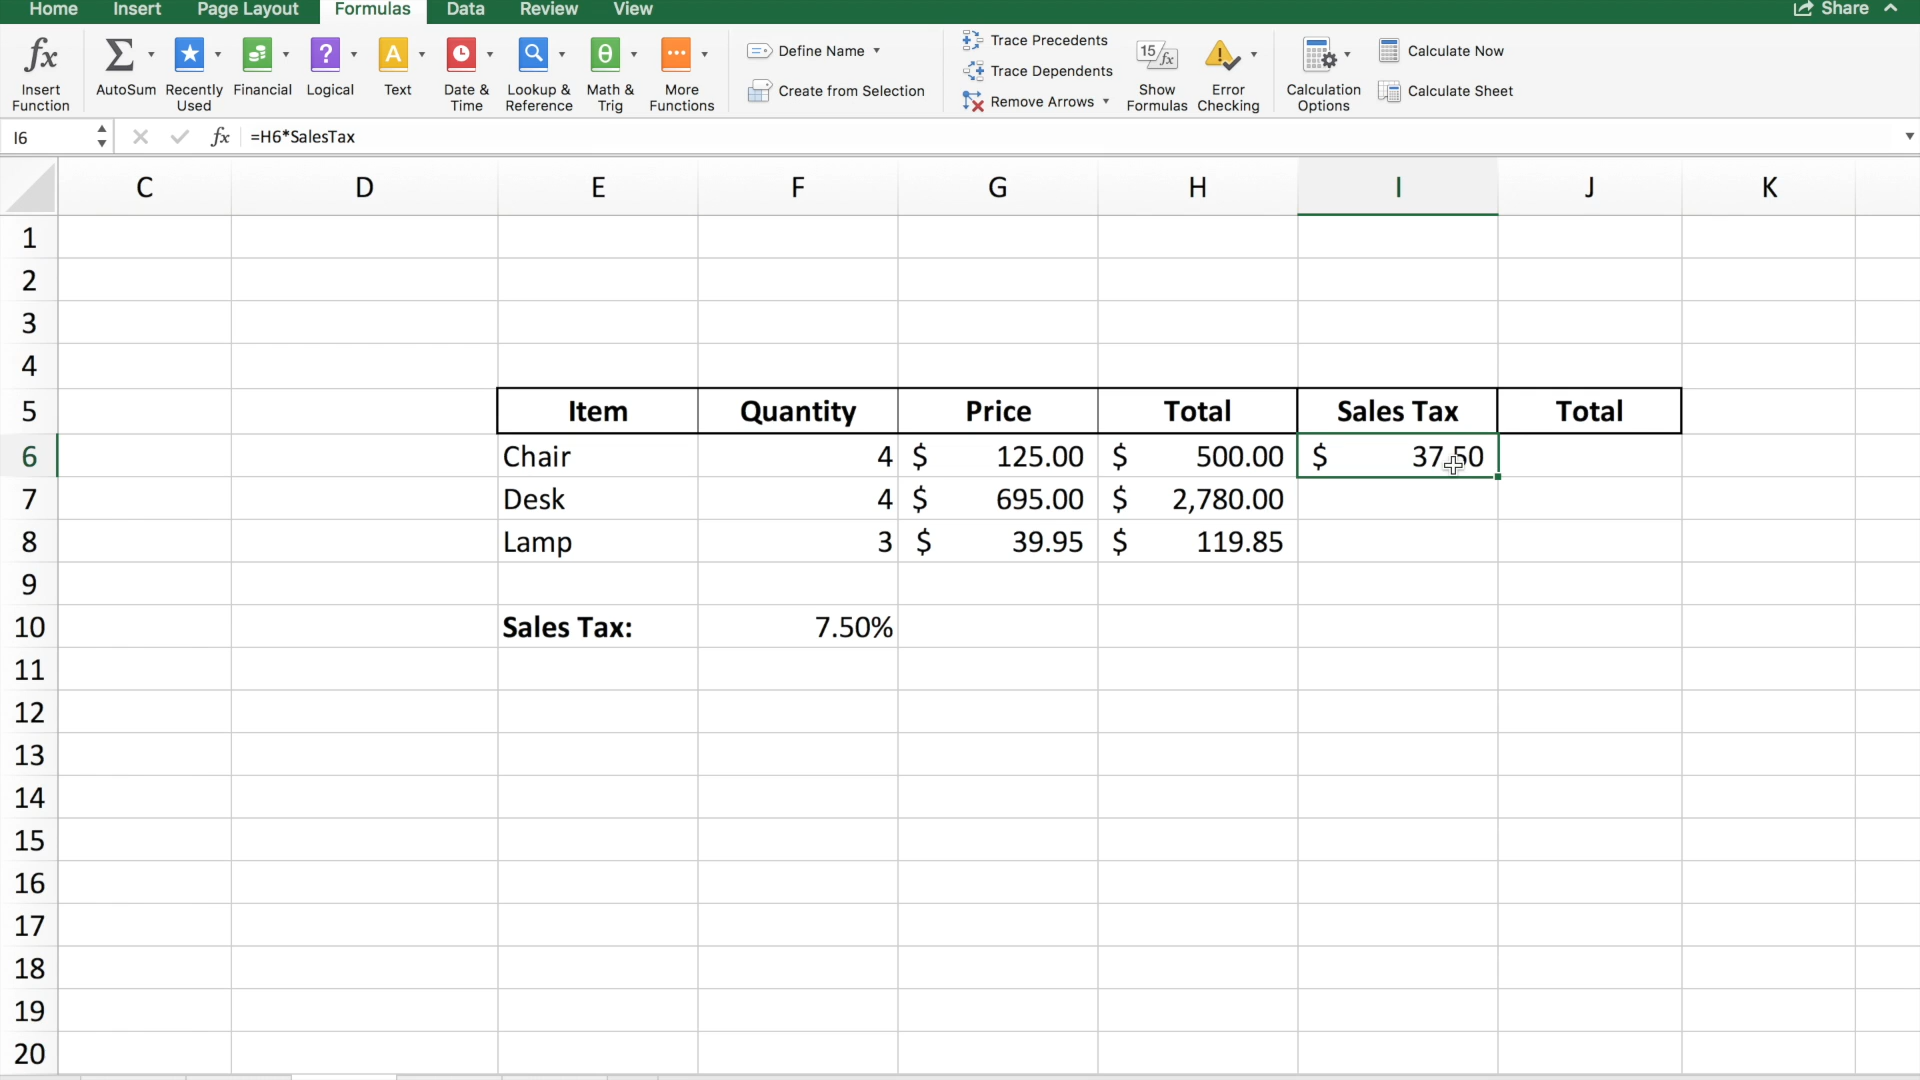 Home Insert Page Layout Formulas Data Review View Share
fx Σ ? A θ 15 fx
Insert Function
AutoSum
Recently Used
Financial
Logical
Text
Date & Time
Lookup & Reference
Math & Trig
More Functions
Define Name
Create from Selection
Trace Precedents
Trace Dependents
Remove Arrows
Show Formulas
Error Checking
Calculation Options
Calculate Now
Calculate Sheet
I6 fx =H6*SalesTax
C D E F G H I J K
1
2
3
4
5 Item Quantity Price Total Sales Tax Total
6 Chair 4 $ 125.00 $ 500.00 $ 37.50
7 Desk 4 $ 695.00 $ 2,780.00
8 Lamp 3 $ 39.95 $ 119.85
9
10 Sales Tax: 7.50%
11
12
13
14
15
16
17
18
19
20